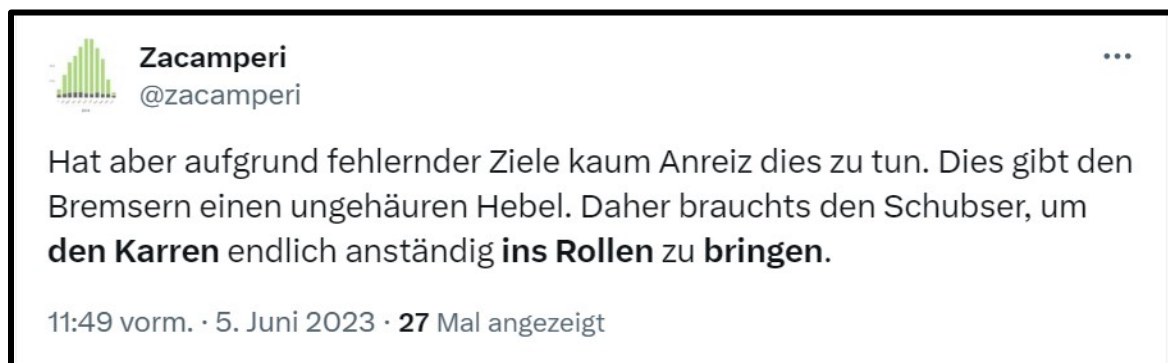 Zacamperi
@zacamperi
Hat aber aufgrund fehlernder Ziele kaum Anreiz dies zu tun. Dies gibt den
Bremsern einen ungehäuren Hebel. Daher brauchts den Schubser, um
den Karren endlich anständig ins Rollen zu bringen.
11:49 vorm. · 5. Juni 2023 · 27 Mal angezeigt